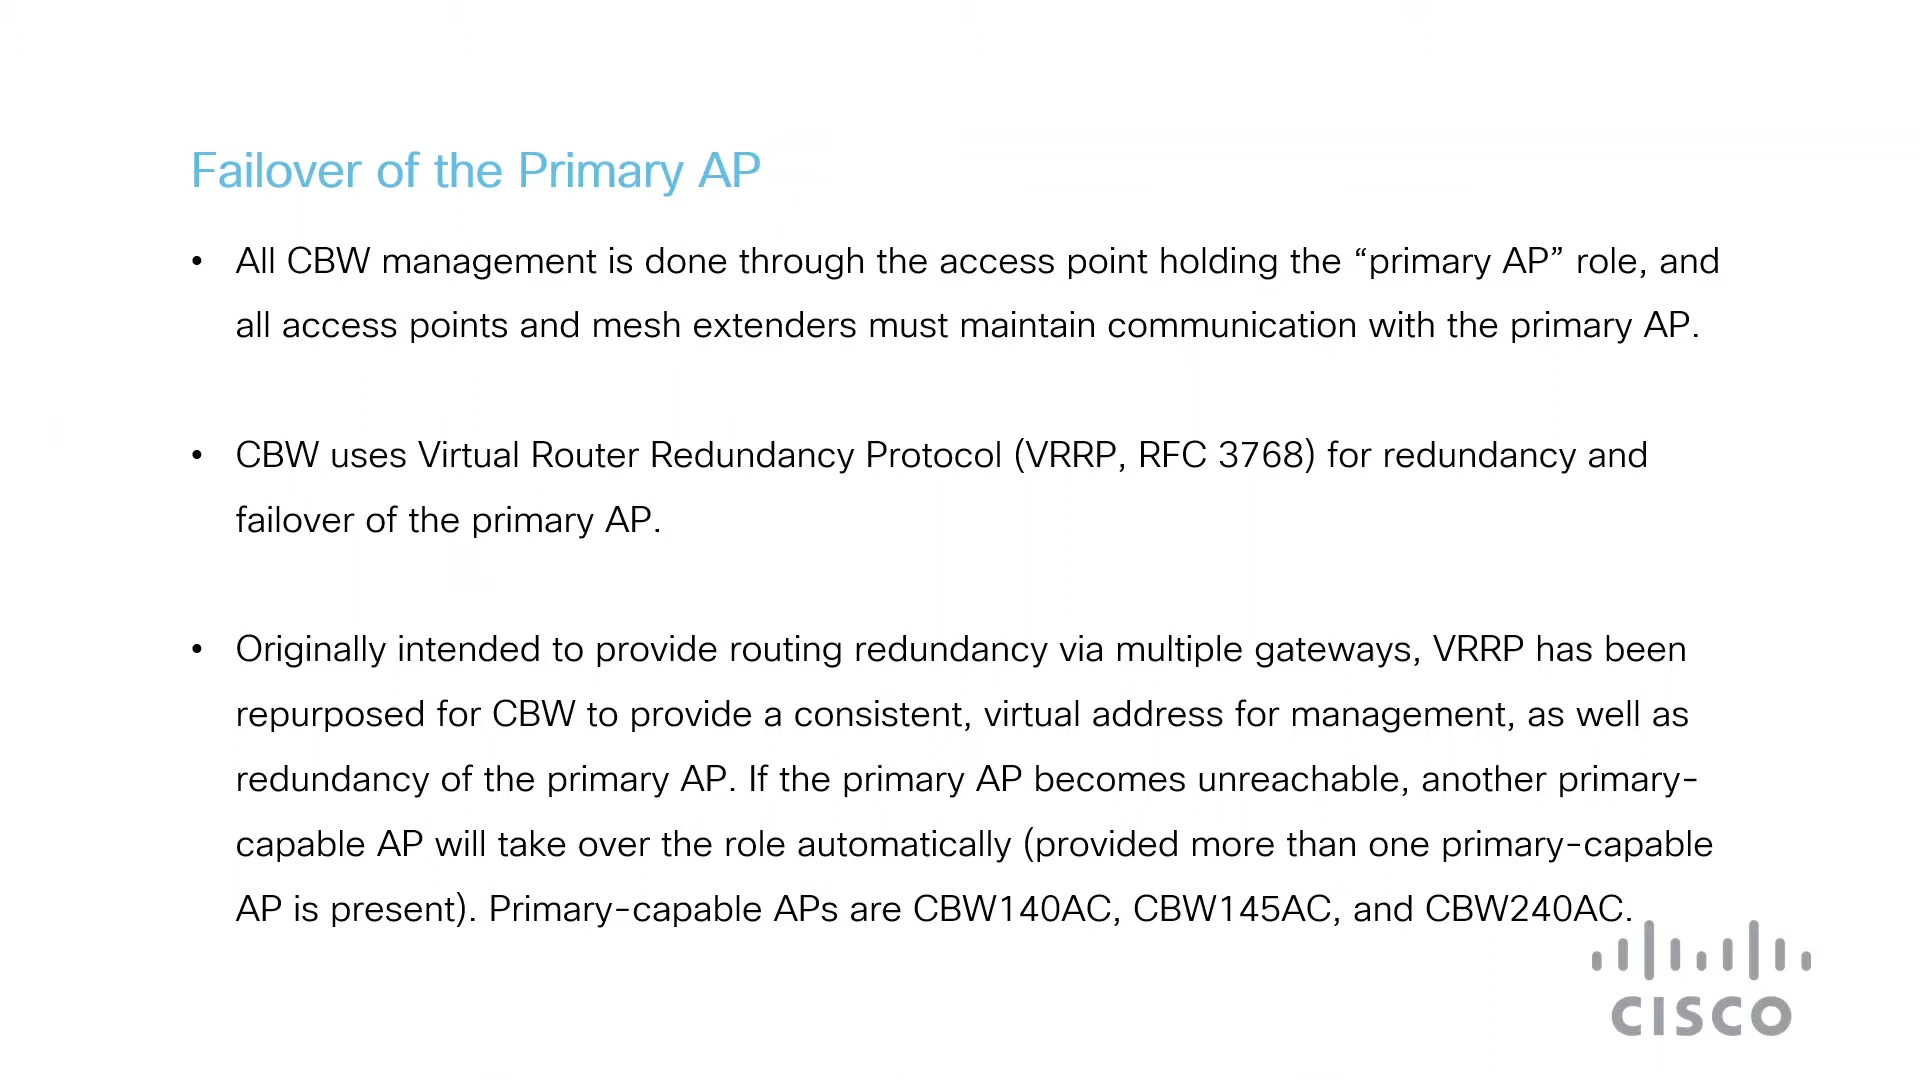 Failover of the Primary AP
• All CBW management is done through the access point holding the “primary AP” role, and
all access points and mesh extenders must maintain communication with the primary AP.
• CBW uses Virtual Router Redundancy Protocol (VRRP, RFC 3768) for redundancy and
failover of the primary AP.
• Originally intended to provide routing redundancy via multiple gateways, VRRP has been
repurposed for CBW to provide a consistent, virtual address for management, as well as
redundancy of the primary AP. If the primary AP becomes unreachable, another primary-
capable AP will take over the role automatically (provided more than one primary-capable
AP is present). Primary-capable APs are CBW140AC, CBW145AC, and CBW240AC.
CISCO